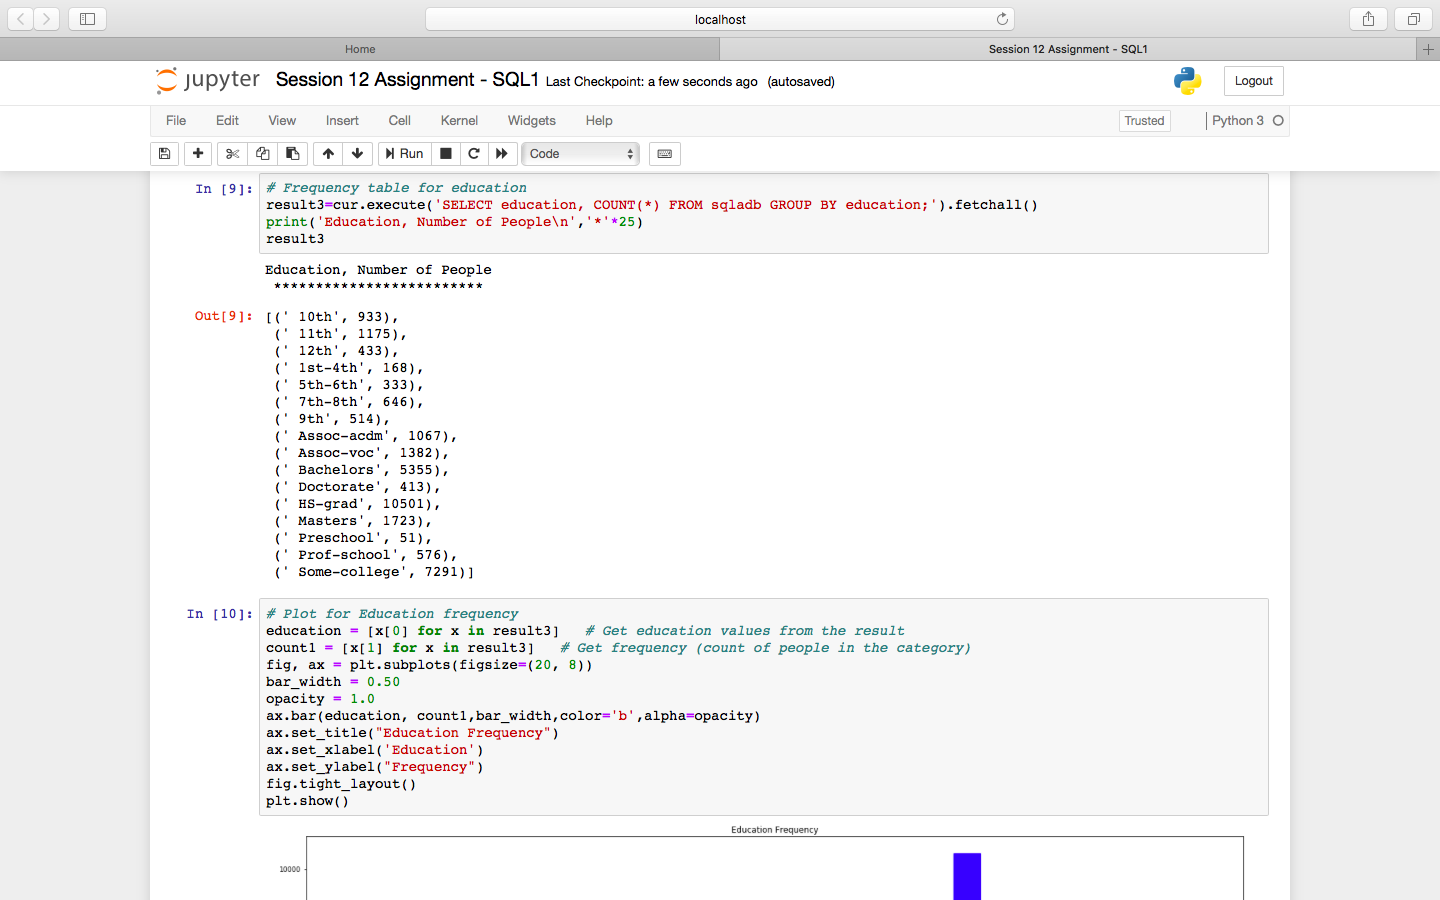 localhost
Home
Session 12 Assignment - SQL1
jupyter Session 12 Assignment - SQL1 Last Checkpoint: a few seconds ago (autosaved)
Logout
File Edit View Insert Cell Kernel Widgets Help
Trusted
Python 3
Run
Code
In [9]:
# Frequency table for education
result3=cur.execute('SELECT education, COUNT(*) FROM sqladb GROUP BY education;').fetchall()
print('Education, Number of People\n','*'*25)
result3
Education, Number of People
*************************
Out[9]:
[(' 10th', 933),
(' 11th', 1175),
(' 12th', 433),
(' 1st-4th', 168),
(' 5th-6th', 333),
(' 7th-8th', 646),
(' 9th', 514),
(' Assoc-acdm', 1067),
(' Assoc-voc', 1382),
(' Bachelors', 5355),
(' Doctorate', 413),
(' HS-grad', 10501),
(' Masters', 1723),
(' Preschool', 51),
(' Prof-school', 576),
(' Some-college', 7291)]
In [10]:
# Plot for Education frequency
education = [x[0] for x in result3]   # Get education values from the result
count1 = [x[1] for x in result3]   # Get frequency (count of people in the category)
fig, ax = plt.subplots(figsize=(20, 8))
bar_width = 0.50
opacity = 1.0
ax.bar(education, count1,bar_width,color='b',alpha=opacity)
ax.set_title("Education Frequency")
ax.set_xlabel('Education')
ax.set_ylabel("Frequency")
fig.tight_layout()
plt.show()
Education Frequency
10000